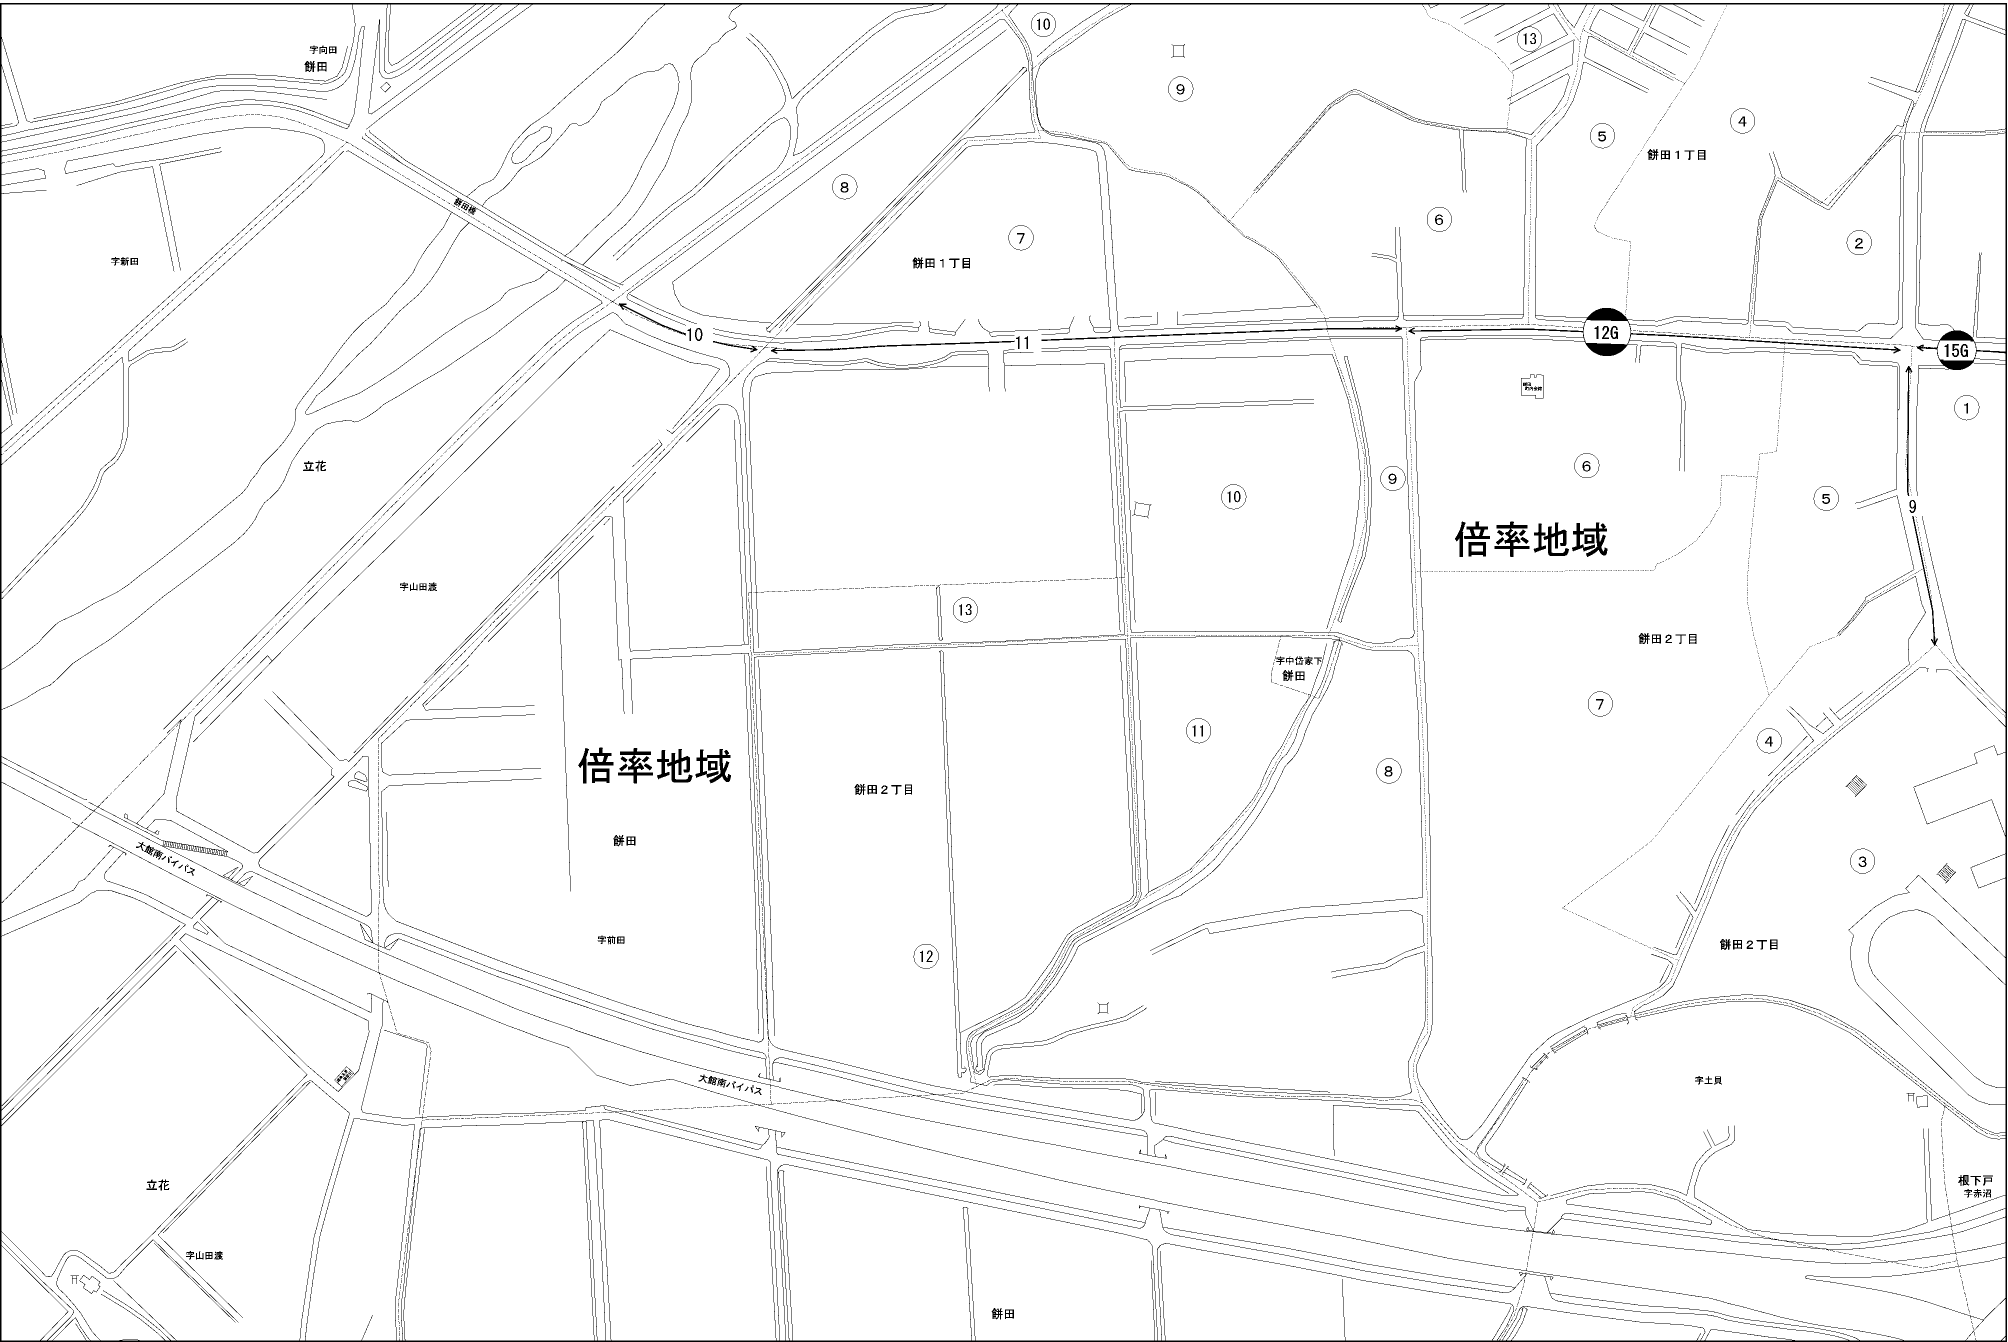 字向田
餅田
10
13
9
4
5
餅田１丁目
8
6
7
2
餅田橋
字新田
餅田１丁目
10
11
12G
15G
1
立花
6
9
10
5
9
倍率地域
字山田渡
13
餅田２丁目
字中岱家下
餅田
7
11
4
8
倍率地域
餅田２丁目
餅田
大館南バイパス
3
字前田
12
餅田２丁目
大館南バイパス
字土貝
立花
根下戸
字赤沼
字山田渡
餅田